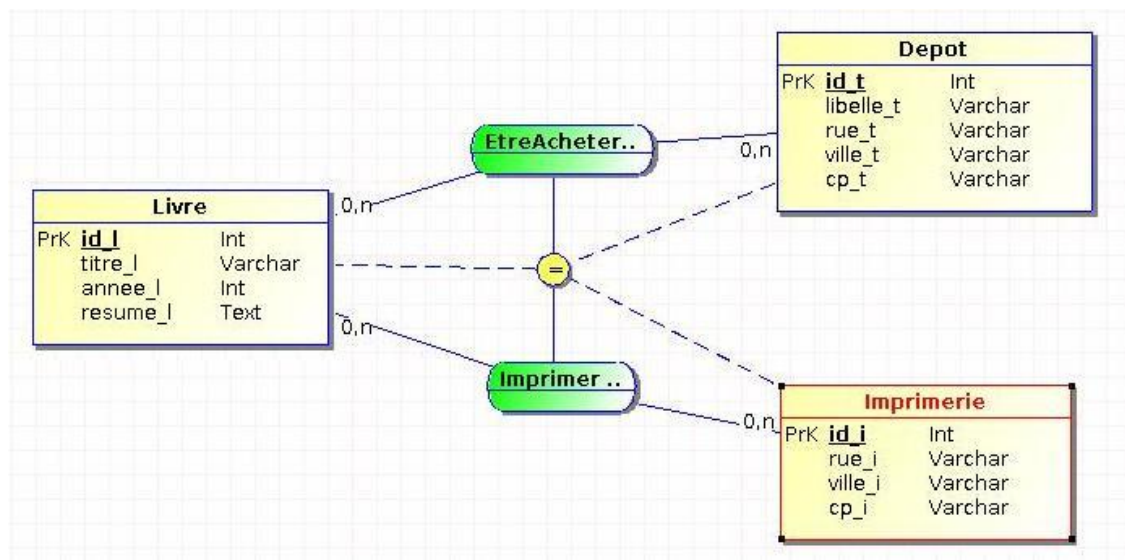 Depot
PrK id_t Int
libelle_t Varchar
rue_t Varchar
ville_t Varchar
cp_t Varchar
EtreAcheter..
0,n
0,n
Livre
PrK id_l Int
titre_l Varchar
annee_l Int
resume_l Text
=
0,n
Imprimer ..
0,n
Imprimerie
PrK id_i Int
rue_i Varchar
ville_i Varchar
cp_i Varchar